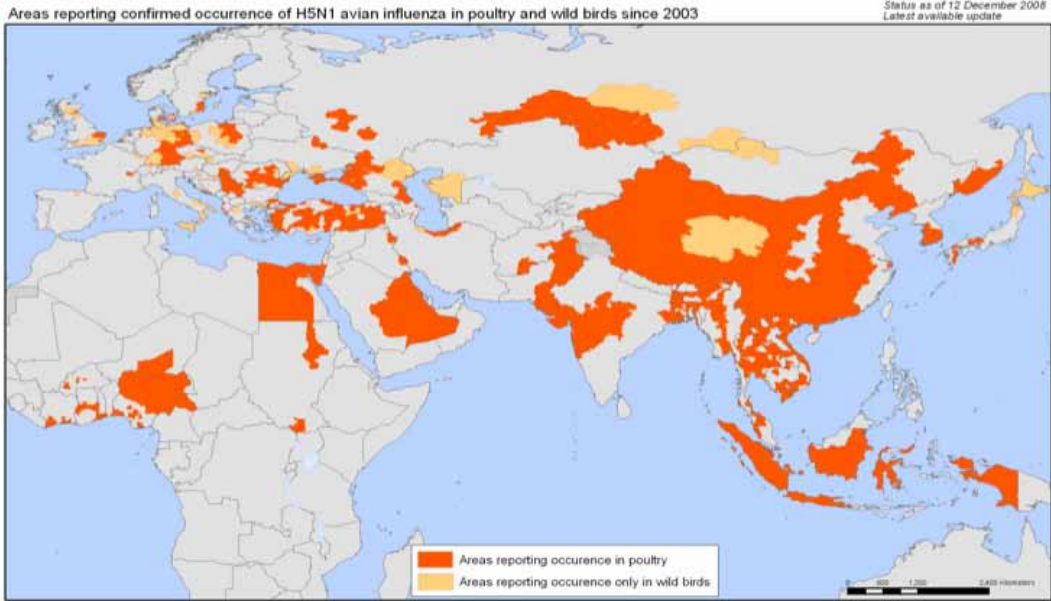 Areas reporting confirmed occurrence of H5N1 avian influenza in poultry and wild birds since 2003
Status as of 12 December 2008
Latest available update
Areas reporting occurence in poultry
Areas reporting occurence only in wild birds